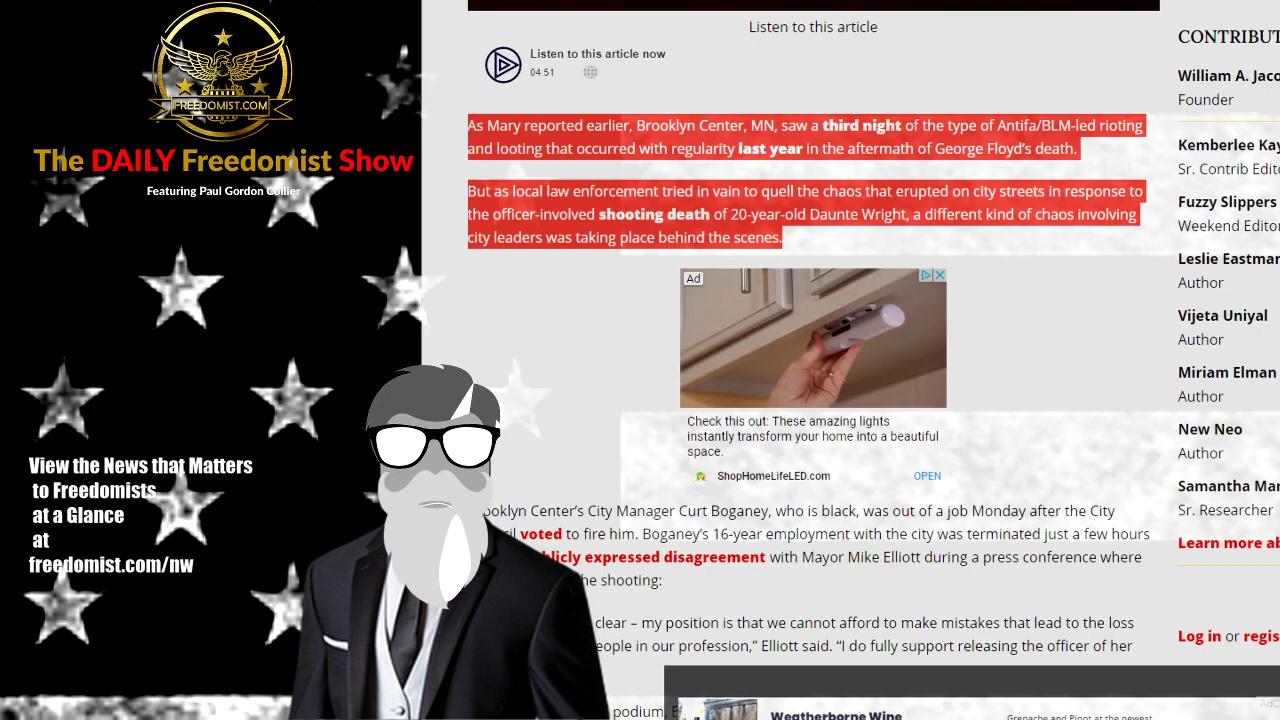 FREEDOMIST.COM
The DAILY Freedomist Show
Featuring Paul Gordon Collier
View the News that Matters
to Freedomists
at a Glance
at
freedomist.com/nw
Listen to this article
Listen to this article now
04:51
As Mary reported earlier, Brooklyn Center, MN, saw a third night of the type of Antifa/BLM-led rioting
and looting that occurred with regularity last year in the aftermath of George Floyd's death.
But as local law enforcement tried in vain to quell the chaos that erupted on city streets in response to
the officer-involved shooting death of 20-year-old Daunte Wright, a different kind of chaos involving
city leaders was taking place behind the scenes.
Ad
Check this out: These amazing lights
instantly transform your home into a beautiful
space.
ShopHomeLifeLED.com
OPEN
ooklyn Center's City Manager Curt Boganey, who is black, was out of a job Monday after the City
voted to fire him. Boganey's 16-year employment with the city was terminated just a few hours
blicly expressed disagreement with Mayor Mike Elliott during a press conference where
he shooting:
clear – my position is that we cannot afford to make mistakes that lead to the loss
eople in our profession," Elliott said. "I do fully support releasing the officer of her
podium,
Weatherborne Wine
Grenache and Pinot at the newest
CONTRIBUT
William A. Jaco
Founder
Kemberlee Kay
Sr. Contrib Edito
Fuzzy Slippers
Weekend Editor
Leslie Eastman
Author
Vijeta Uniyal
Author
Miriam Elman
Author
New Neo
Author
Samantha Man
Sr. Researcher
Learn more ab
Log in or regis